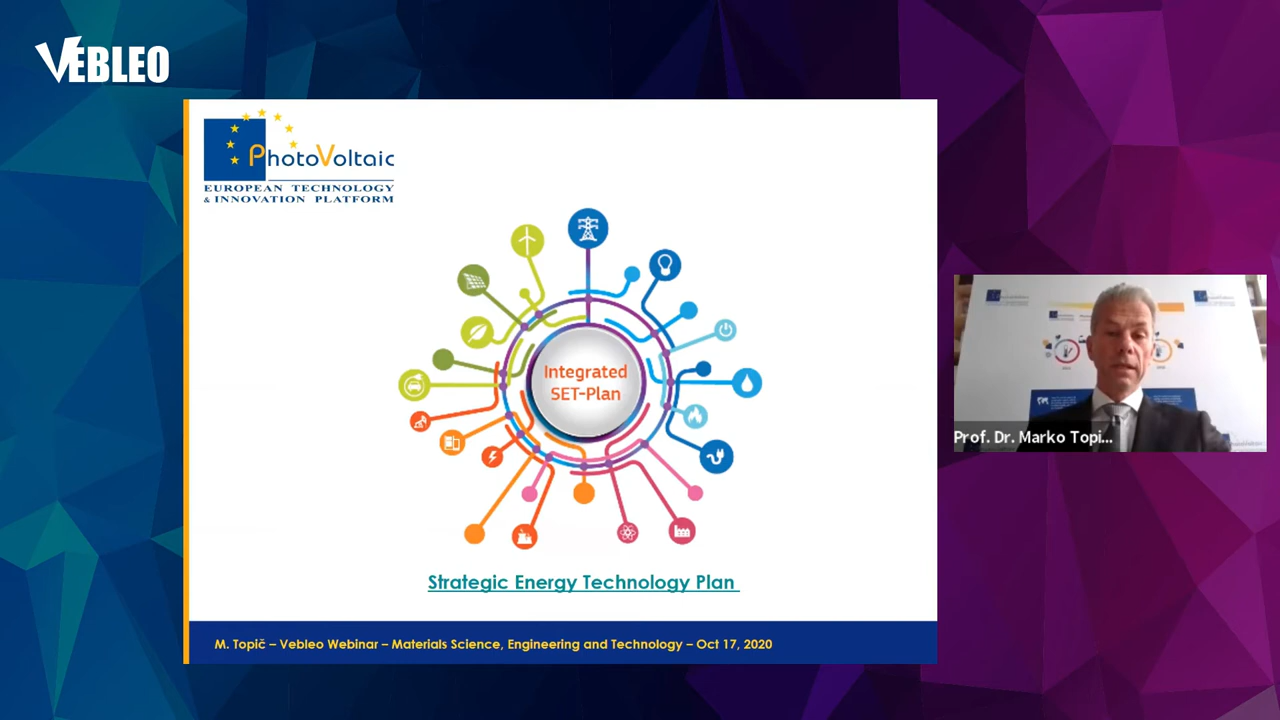 VEBLEO
PhotoVoltaic
EUROPEAN TECHNOLOGY
& INNOVATION PLATFORM
Integrated
SET-Plan
Strategic Energy Technology Plan
M. Topič – Vebleo Webinar – Materials Science, Engineering and Technology – Oct 17, 2020
Prof. Dr. Marko Topi...